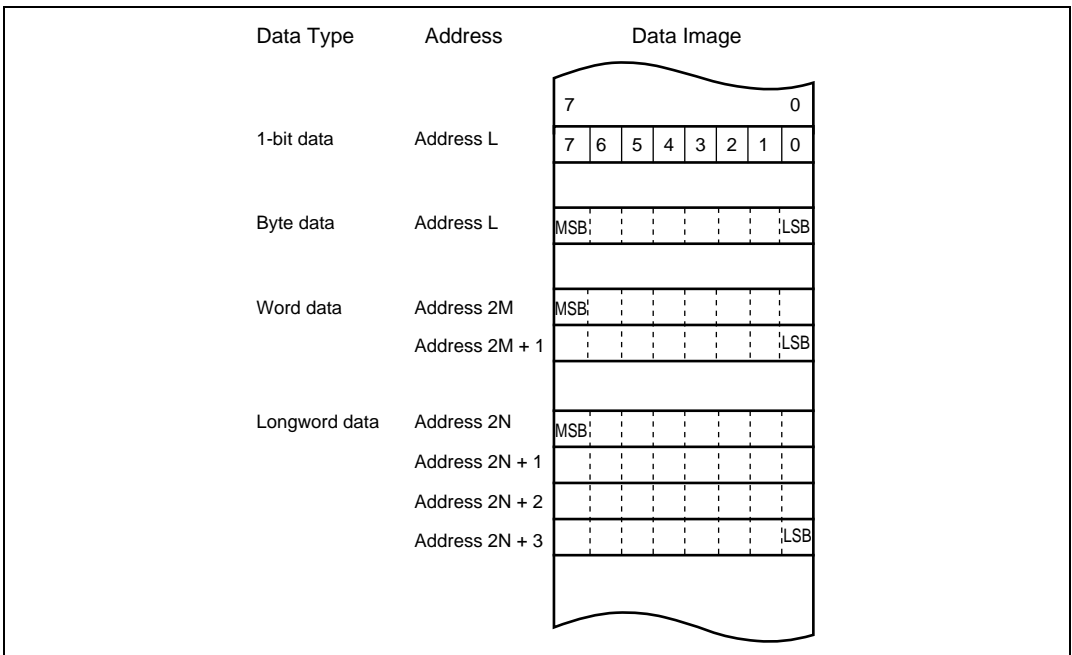 Data Type Address Data Image
7 0
1-bit data Address L 7 6 5 4 3 2 1 0
Byte data Address L MSB LSB
Word data Address 2M MSB
Address 2M + 1 LSB
Longword data Address 2N MSB
Address 2N + 1
Address 2N + 2
Address 2N + 3 LSB